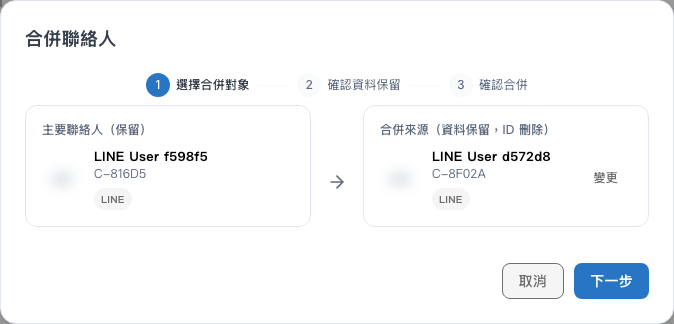 合併聯絡人
1 選擇合併對象 2 確認資料保留 3 確認合併
主要聯絡人（保留）
LINE User f598f5
C-816D5
LINE
→
合併來源（資料保留，ID 刪除）
LINE User d572d8
C-8F02A
LINE
變更
取消 下一步